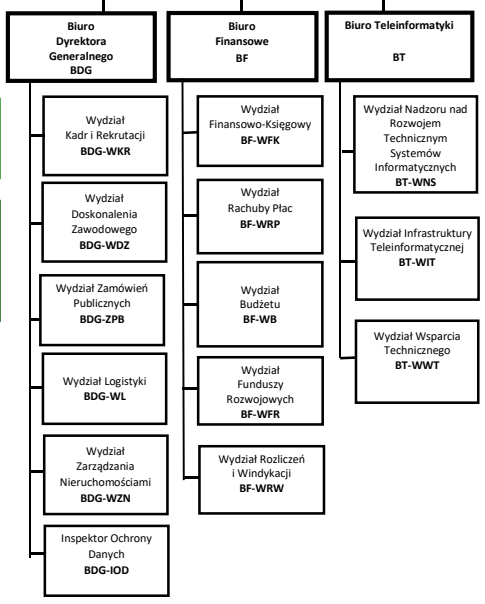 Biuro
Dyrektora
Generalnego
BDG
Wydział
Kadr i Rekrutacji
BDG-WKR
Wydział
Doskonalenia
Zawodowego
BDG-WDZ
Wydział Zamówień
Publicznych
BDG-ZPB
Wydział Logistyki
BDG-WL
Wydział
Zarządzania
Nieruchomościami
BDG-WZN
Inspektor Ochrony
Danych
BDG-IOD
Biuro
Finansowe
BF
Wydział
Finansowo-Księgowy
BF-WFK
Wydział
Rachuby Płac
BF-WRP
Wydział
Budżetu
BF-WB
Wydział
Funduszy
Rozwojowych
BF-WFR
Wydział Rozliczeń
i Windykacji
BF-WRW
Biuro Teleinformatyki
BT
Wydział Nadzoru nad
Rozwojem
Technicznym
Systemów
Informatycznych
BT-WNS
Wydział Infrastruktury
Teleinformatycznej
BT-WIT
Wydział Wsparcia
Technicznego
BT-WWT